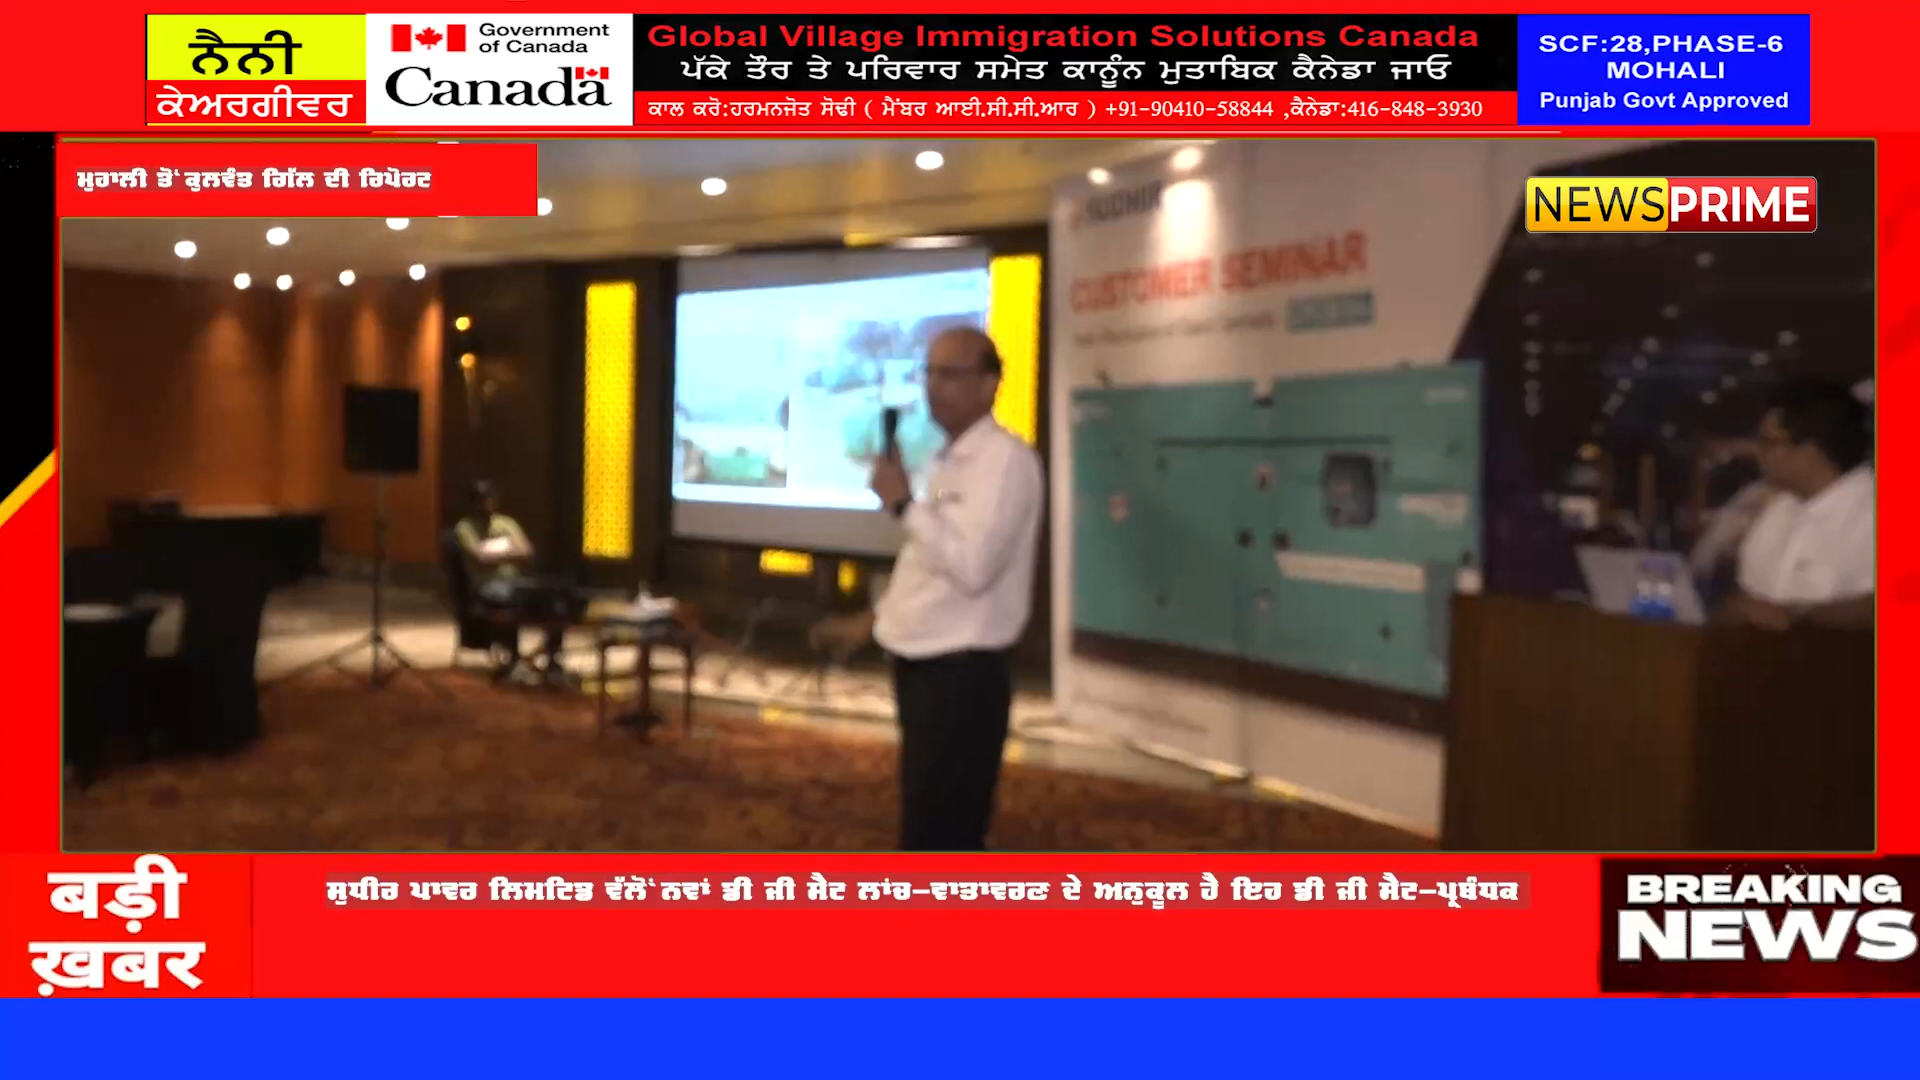 ਨੈਨੀ
ਕੇਅਰਗੀਵਰ
Government
of Canada
Canada
Global Village Immigration Solutions Canada
ਪੱਕੇ ਤੌਰ ਤੇ ਪਰਿਵਾਰ ਸਮੇਤ ਕਾਨੂੰਨ ਮੁਤਾਬਿਕ ਕੈਨੇਡਾ ਜਾਓ
ਕਾਲ ਕਰੋ:ਹਰਮਨਜੋਤ ਸੋਢੀ ( ਮੈਂਬਰ ਆਈ.ਸੀ.ਸੀ.ਆਰ ) +91-90410-58844 ,ਕੈਨੇਡਾ:416-848-3930
SCF:28,PHASE-6
MOHALI
Punjab Govt Approved
ਮੁਹਾਲੀ ਤੋਂ ਕੁਲਵੰਤ ਗਿੱਲ ਦੀ ਰਿਪੋਰਟ
NEWSPRIME
SUDHIR
CUSTOMER SEMINAR
बड़ी
ख़बर
ਸੁਧੀਰ ਪਾਵਰ ਲਿਮਟਿਡ ਵੱਲੋਂ ਨਵਾਂ ਡੀ ਜੀ ਸੈਟ ਲਾਂਚ-ਵਾਤਾਵਰਣ ਦੇ ਅਨੁਕੂਲ ਹੈ ਇਹ ਡੀ ਜੀ ਸੈਟ-ਪ੍ਰਬੰਧਕ
BREAKING
NEWS